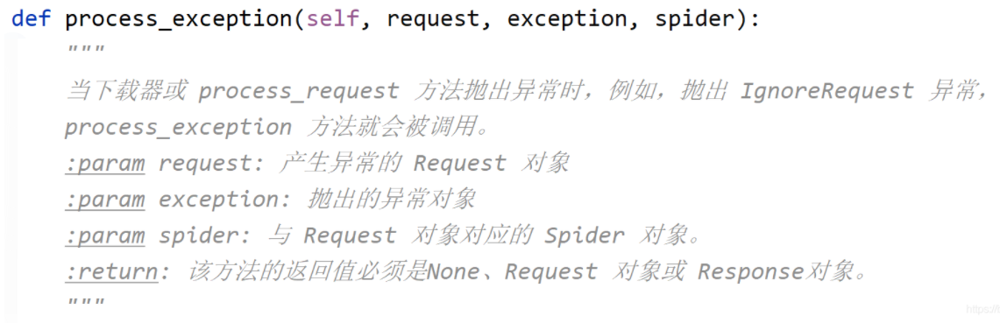 def process_exception(self, request, exception, spider):
"""
当下载器或 process_request 方法抛出异常时，例如，抛出 IgnoreRequest 异常，
process_exception 方法就会被调用。
:param request: 产生异常的 Request 对象
:param exception: 抛出的异常对象
:param spider: 与 Request 对象对应的 Spider 对象。
:return: 该方法的返回值必须是None、Request 对象或 Response对象。
"""
https://t